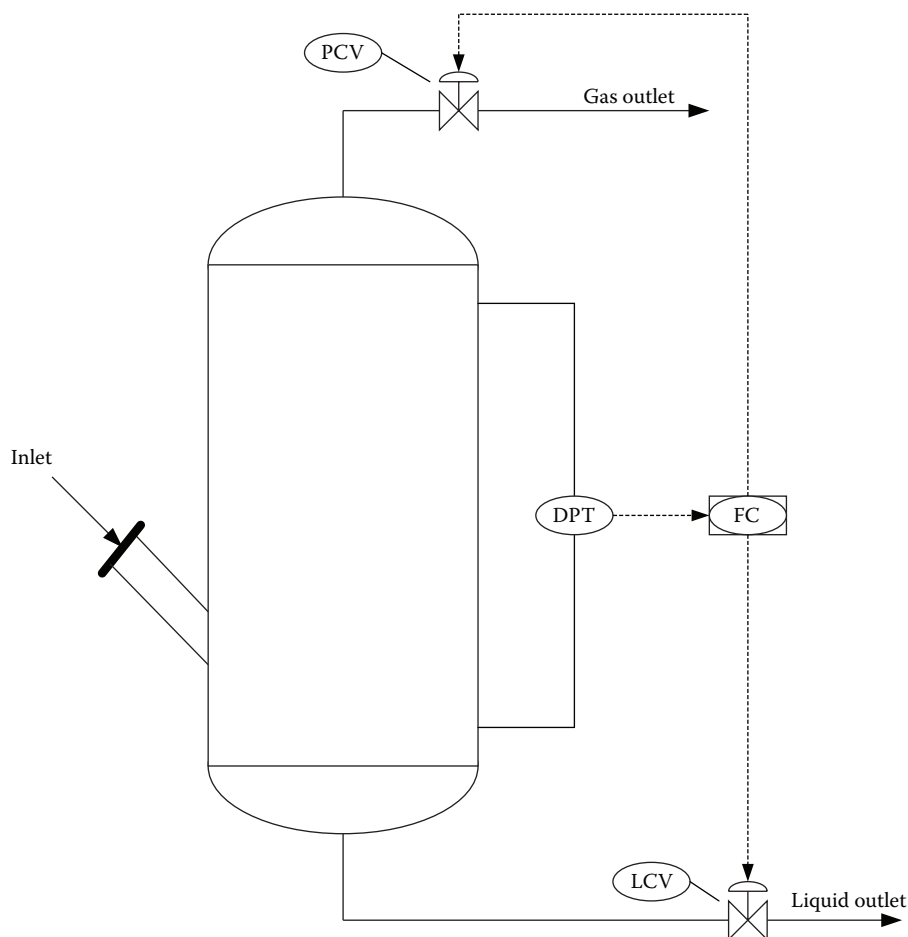 PCV
Gas outlet
Inlet
DPT
FC
LCV
Liquid outlet